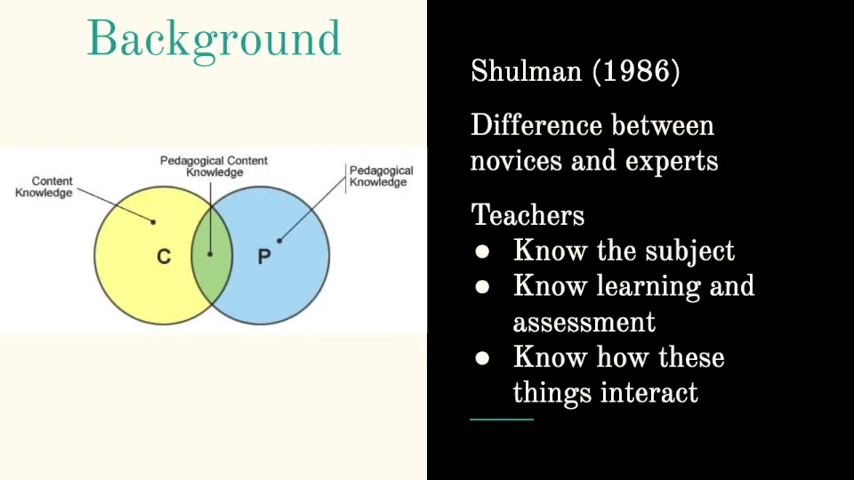 Background
Pedagogical Content
Knowledge
Content
Knowledge
Pedagogical
Knowledge
C
P
Shulman (1986)
Difference between
novices and experts
Teachers
● Know the subject
● Know learning and
assessment
● Know how these
things interact